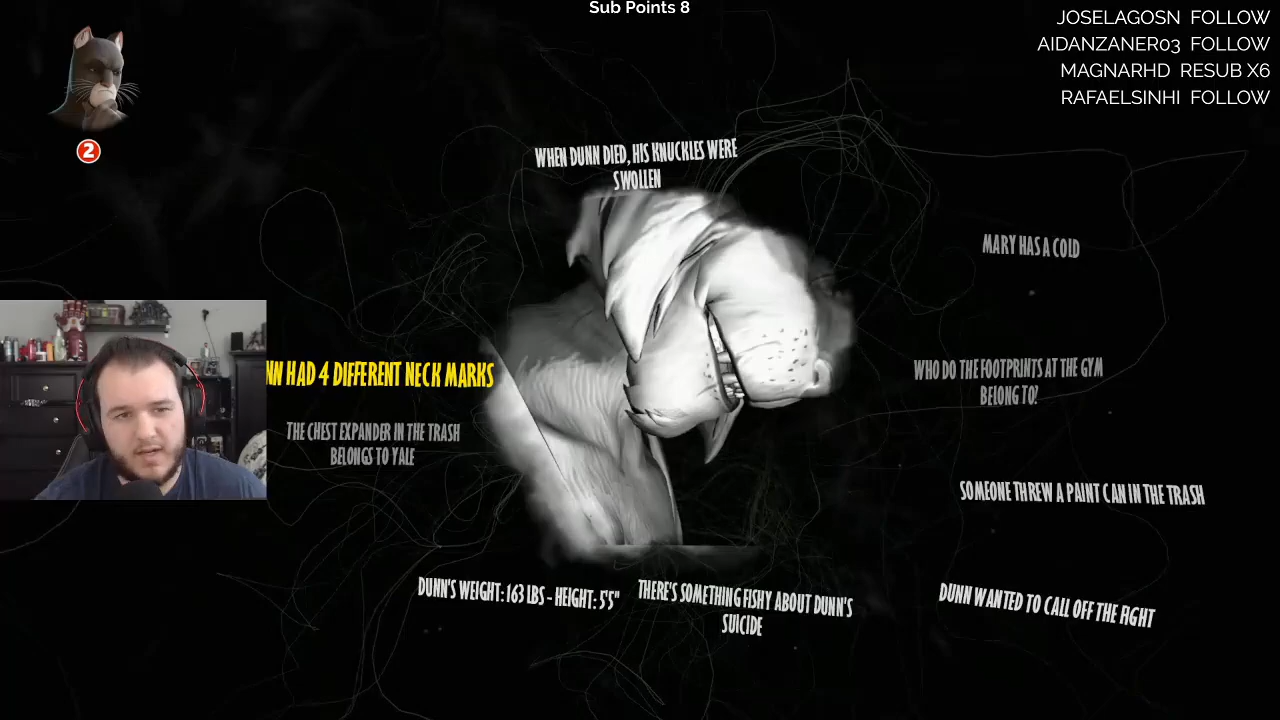 Sub Points 8
JOSELAGOSN FOLLOW
AIDANZANER03 FOLLOW
MAGNARHD RESUB X6
RAFAELSINHI FOLLOW
2
WHEN DUNN DIED, HIS KNUCKLES WERE
SWOLLEN
MARY HAS A COLD
NN HAD 4 DIFFERENT NECK MARKS
WHO DO THE FOOTPRINTS AT THE GYM
BELONG TO?
THE CHEST EXPANDER IN THE TRASH
BELONGS TO YALE
SOMEONE THREW A PAINT CAN IN THE TRASH
DUNN'S WEIGHT: 163 LBS - HEIGHT: 5'5"
THERE'S SOMETHING FISHY ABOUT DUNN'S
SUICIDE
DUNN WANTED TO CALL OFF THE FIGHT